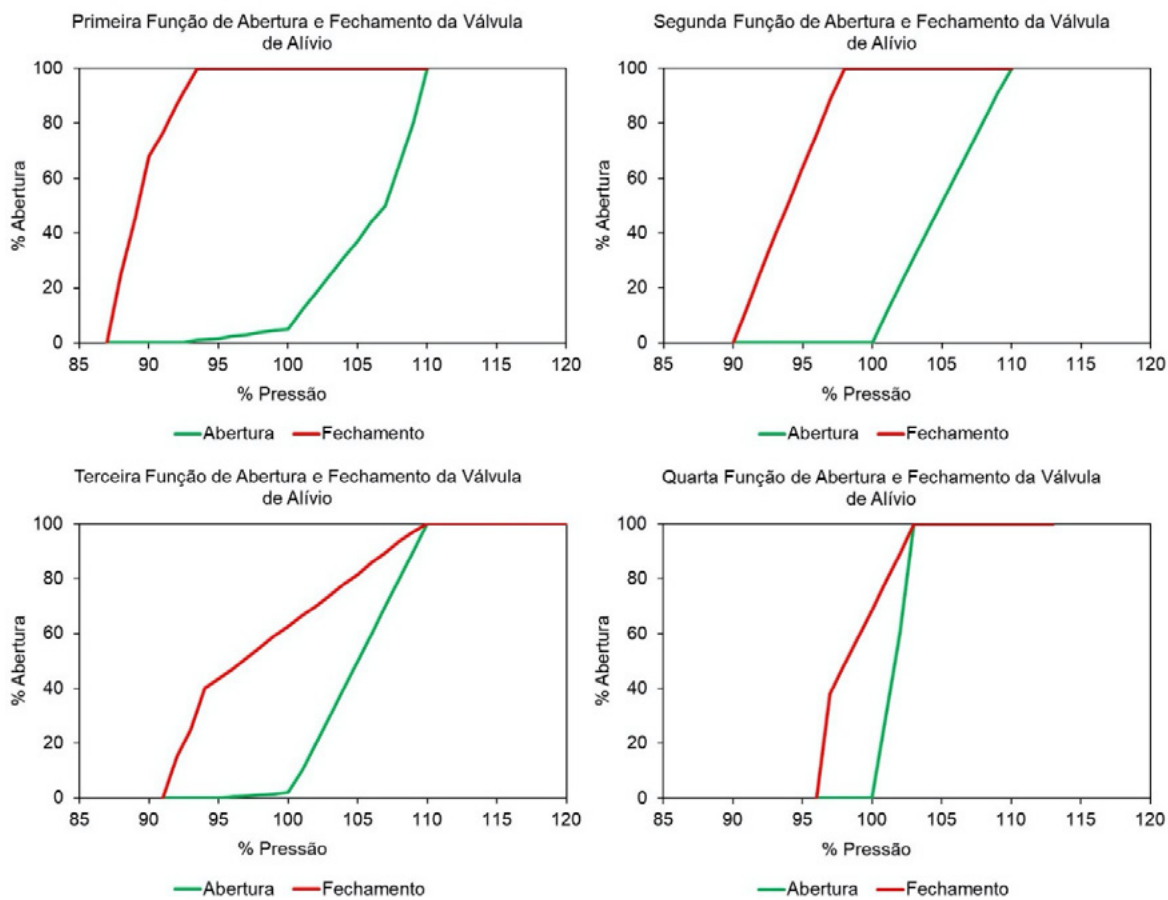 Primeira Função de Abertura e Fechamento da Válvula
de Alívio
100
80
60
40
20
0
% Abertura
85 90 95 100 105 110 115 120
% Pressão
Abertura Fechamento
Segunda Função de Abertura e Fechamento da Válvula
de Alívio
100
80
60
40
20
0
% Abertura
85 90 95 100 105 110 115 120
% Pressão
Abertura Fechamento
Terceira Função de Abertura e Fechamento da Válvula
de Alívio
100
80
60
40
20
0
% Abertura
85 90 95 100 105 110 115 120
% Pressão
Abertura Fechamento
Quarta Função de Abertura e Fechamento da Válvula
de Alívio
100
80
60
40
20
0
% Abertura
85 90 95 100 105 110 115 120
% Pressão
Abertura Fechamento